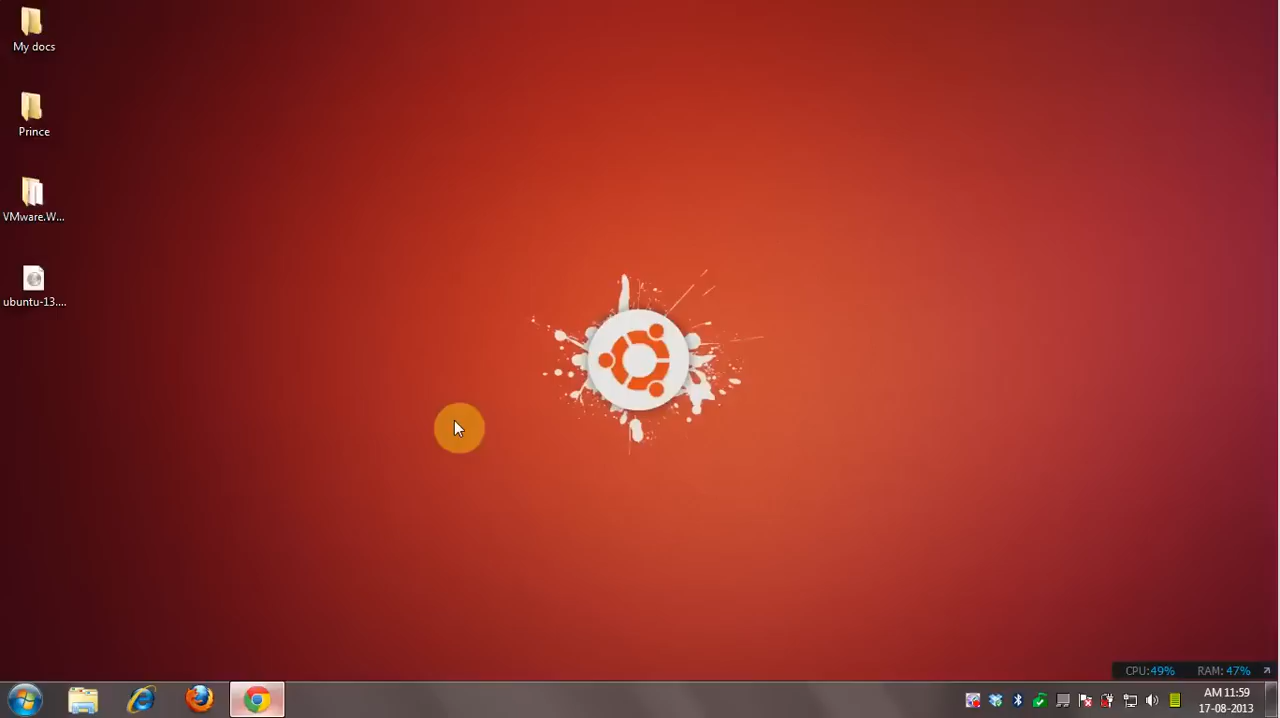 My docs
Prince
VMware.W...
ubuntu-13....
CPU:49% RAM: 47%
AM 11:59
17-08-2013